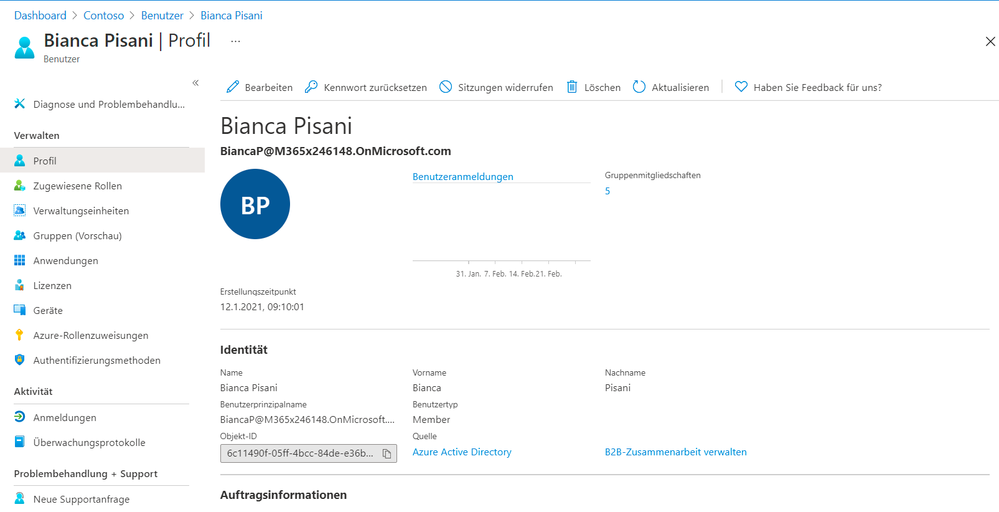 Dashboard > Contoso > Benutzer > Bianca Pisani
Bianca Pisani | Profil ...
Benutzer
«
Diagnose und Problembehandlu...
Verwalten
Profil
Zugewiesene Rollen
Verwaltungseinheiten
Gruppen (Vorschau)
Anwendungen
Lizenzen
Geräte
Azure-Rollenzuweisungen
Authentifizierungsmethoden
Aktivität
Anmeldungen
Überwachungsprotokolle
Problembehandlung + Support
Neue Supportanfrage
Bearbeiten Kennwort zurücksetzen Sitzungen widerrufen Löschen Aktualisieren Haben Sie Feedback für uns?
Bianca Pisani
BiancaP@M365x246148.OnMicrosoft.com
BP
Benutzeranmeldungen
31. Jan. 7. Feb. 14. Feb. 21. Feb.
Gruppenmitgliedschaften
5
Erstellungszeitpunkt
12.1.2021, 09:10:01
Identität
Name Vorname Nachname
Bianca Pisani Bianca Pisani
Benutzerprinzipalname Benutzertyp
BiancaP@M365x246148.OnMicrosoft.... Member
Objekt-ID Quelle
6c11490f-05ff-4bcc-84de-e36b... Azure Active Directory B2B-Zusammenarbeit verwalten
Auftragsinformationen